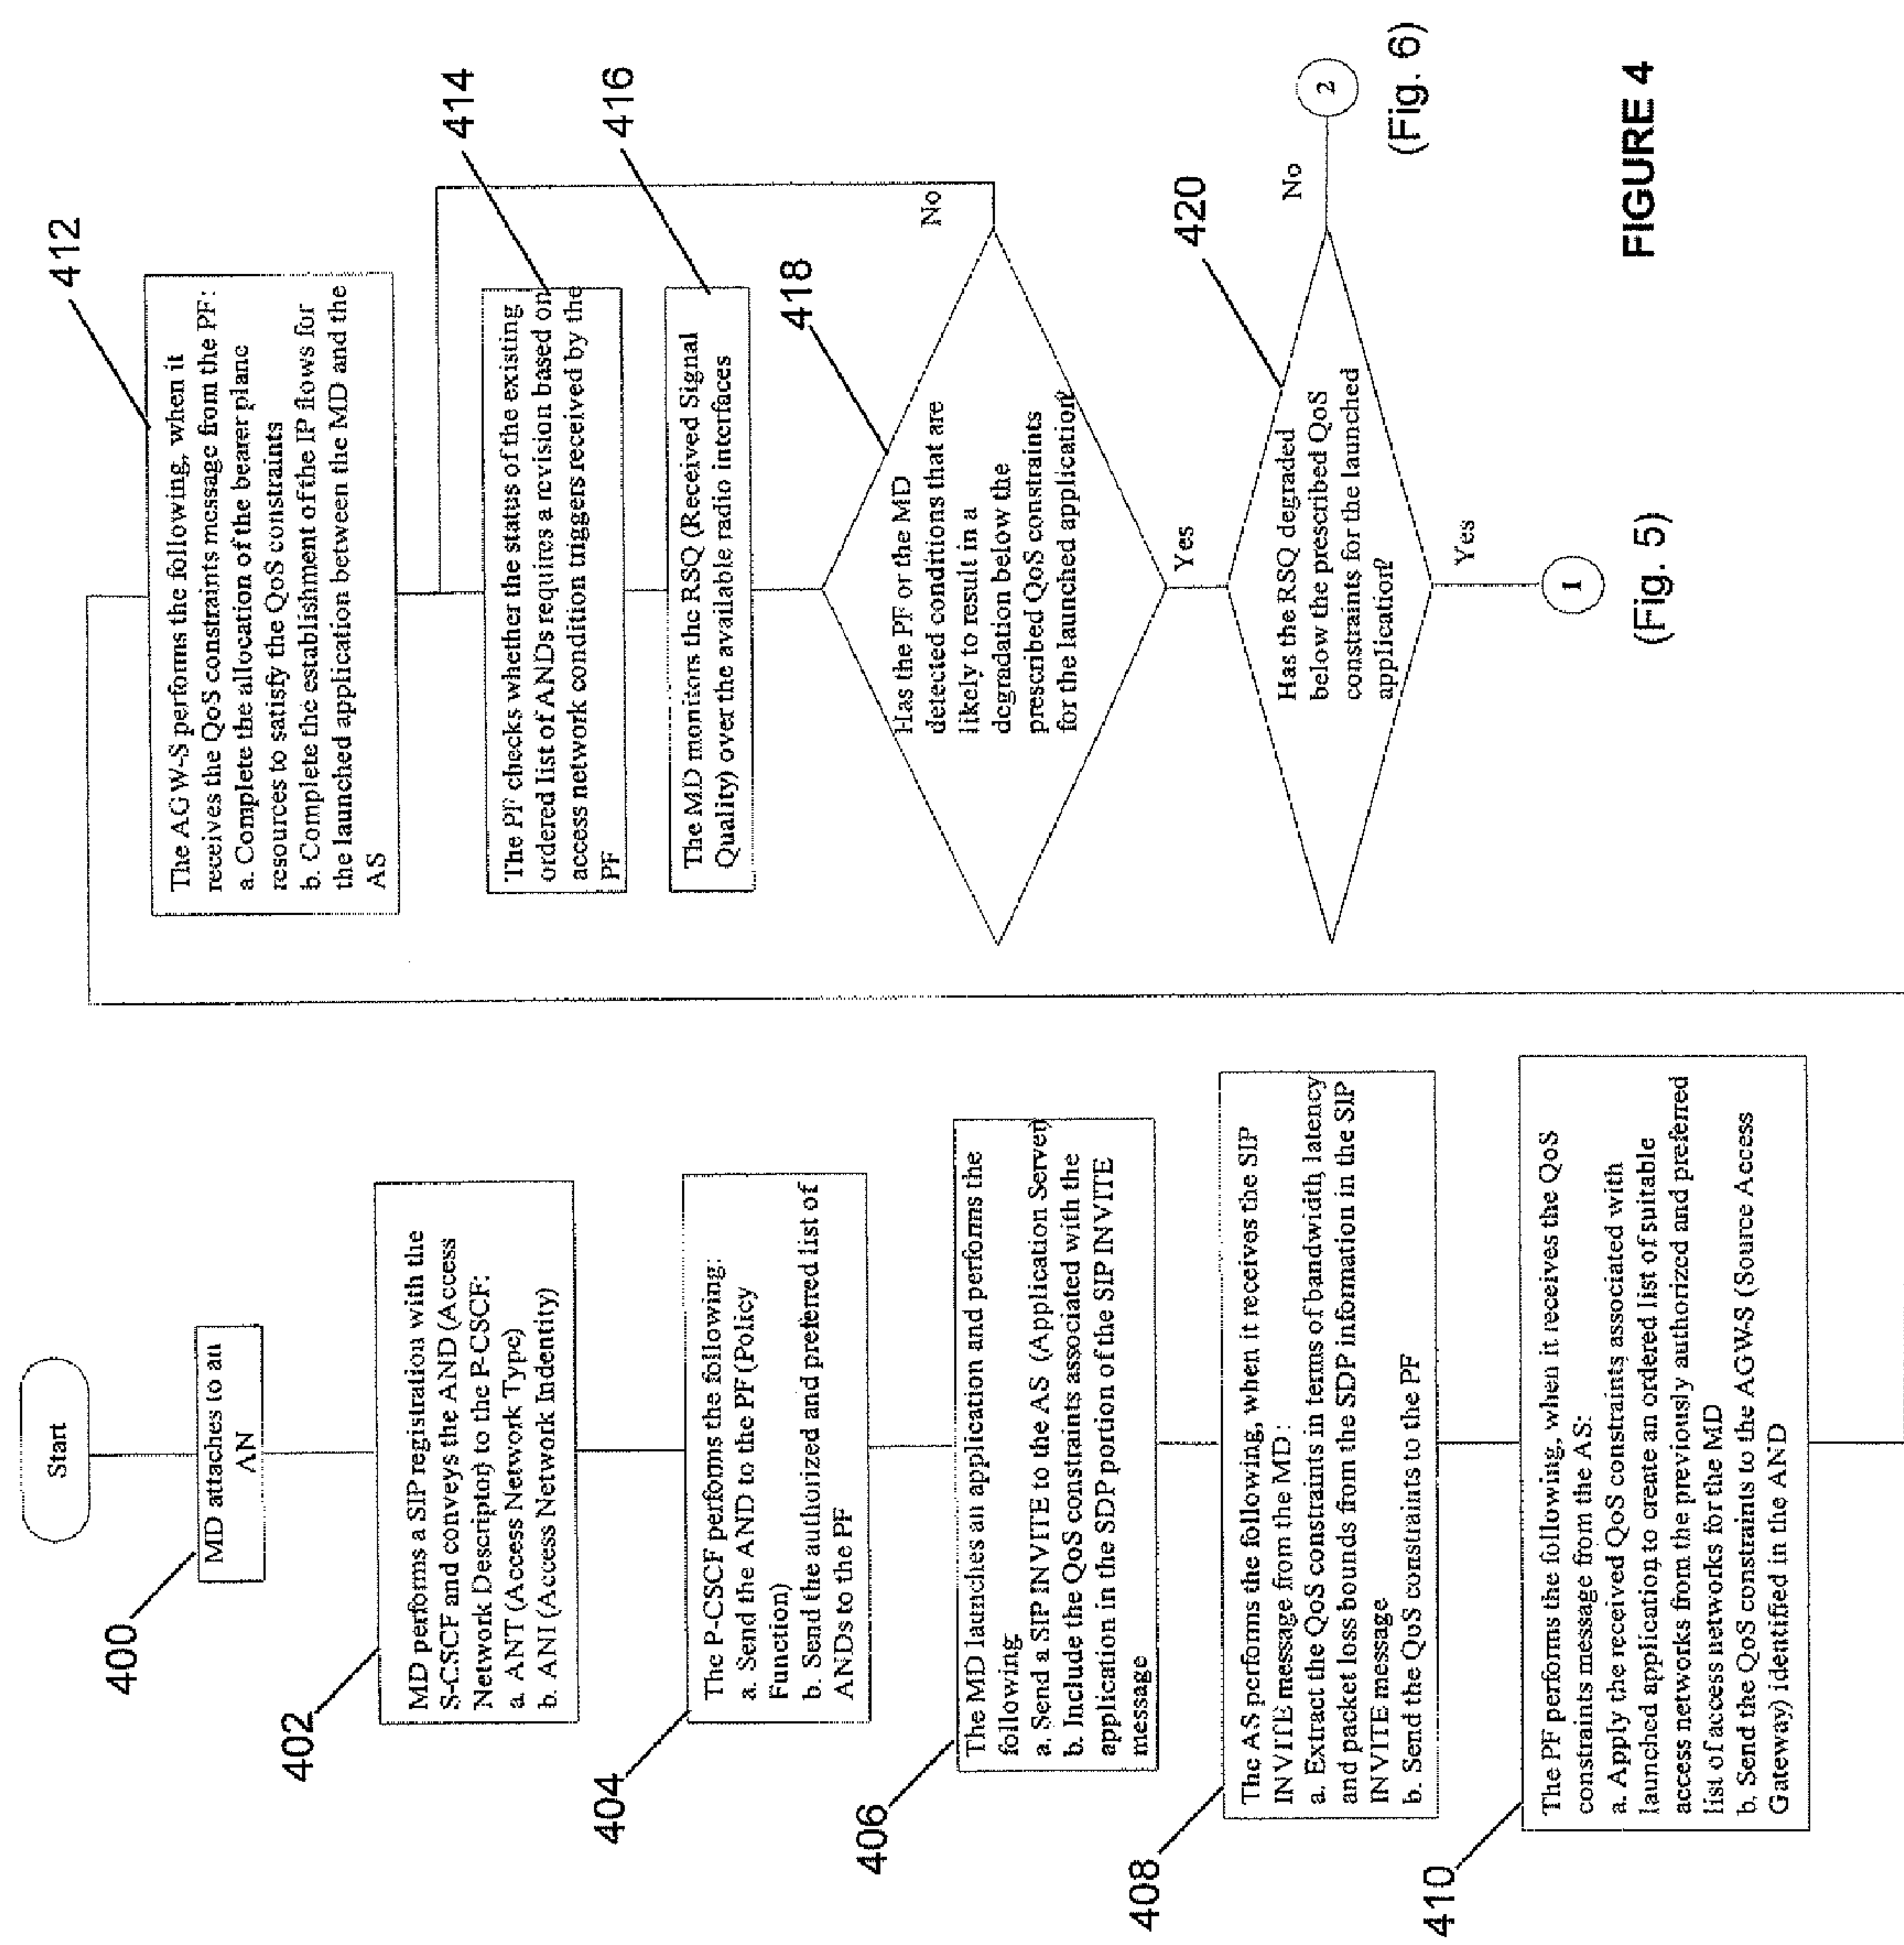 Start
400
MD attaches to an
AN
402
MD performs a SIP registration with the
S-CSCF and conveys the AND (Access
Network Descriptor) to the P-CSCF:
a. ANT (Access Network Type)
b. ANI (Access Network Indentity)
404
The P-CSCF performs the following:
a. Send the AND to the PF (Policy
Function)
b. Send the authorized and preferred list of
ANDs to the PF
406
The MD launches an application and performs the
following:
a. Send a SIP INVITE to the AS (Application Server)
b. Include the QoS constraints associated with the
application in the SDP portion of the SIP INVITE
message
408
The AS performs the following, when it receives the SIP
INVITE message from the MD:
a. Extract the QoS constraints in terms of bandwidth, latency
and packet loss bounds from the SDP information in the SIP
INVITE message
b. Send the QoS constraints to the PF
410
The PF performs the following, when it receives the QoS
constraints message from the AS:
a. Apply the received QoS constraints associated with
launched application, to create an ordered list of suitable
access networks from the previously authorized and preferred
list of access networks for the MD
b. Send the QoS constraints to the AGW-S (Source Access
Gateway) identified in the AND
412
The AGW-S performs the following, when it
receives the QoS constraints message from the PF:
a. Complete the allocation of the bearer plane
resources to satisfy the QoS constraints
b. Complete the establishment of the IP flows for
the launched application between the MD and the
AS
414
The PF checks whether the status of the existing
ordered list of ANDs requires a revision based on
access network condition triggers received by the
PF
416
The MD monitors the RSQ (Received Signal
Quality) over the available radio interfaces
418
Has the PF or the MD
detected conditions that are
likely to result in a
degradation below the
prescribed QoS constraints
for the launched application?
No
Yes
420
Has the RSQ degraded
below the prescribed QoS
constraints for the launched
application?
No
2
(Fig. 6)
Yes
1
(Fig. 5)
FIGURE 4